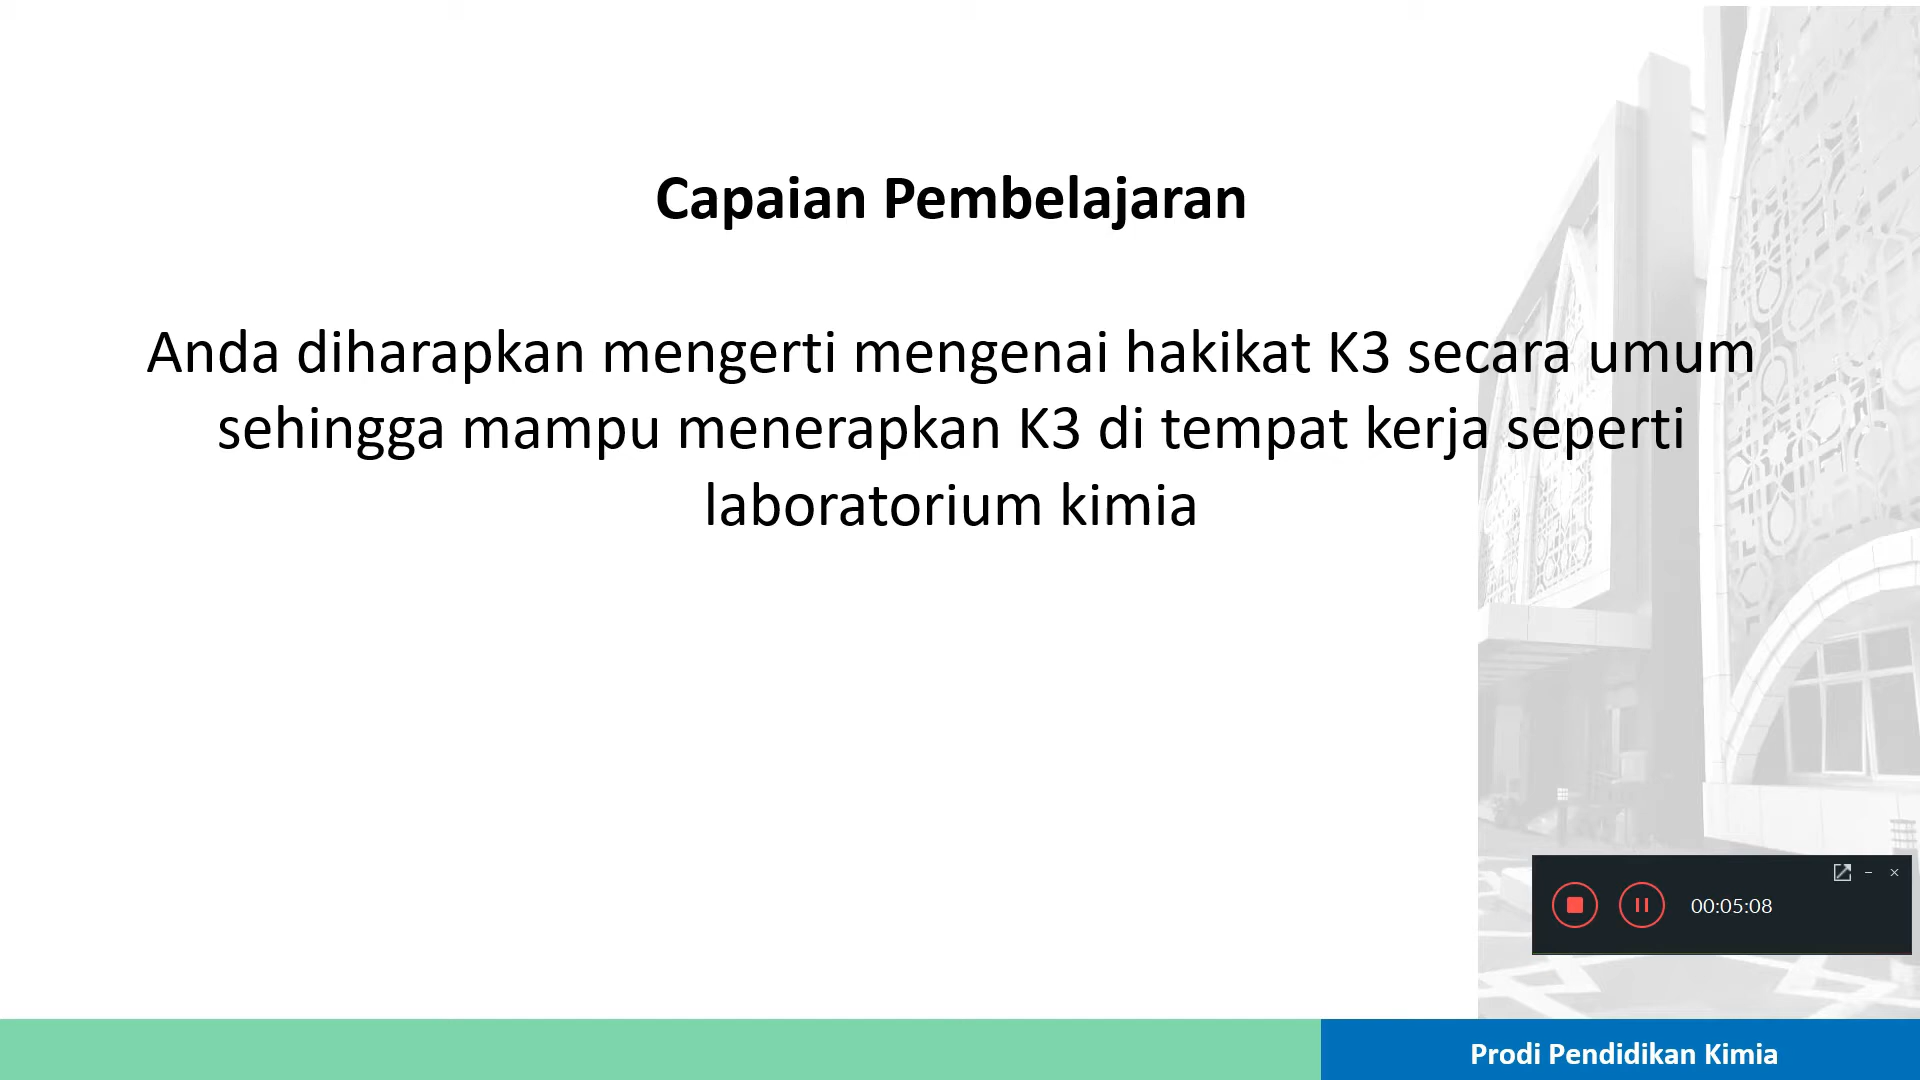 Capaian Pembelajaran
Anda diharapkan mengerti mengenai hakikat K3 secara umum
sehingga mampu menerapkan K3 di tempat kerja seperti
laboratorium kimia
00:05:08
Prodi Pendidikan Kimia